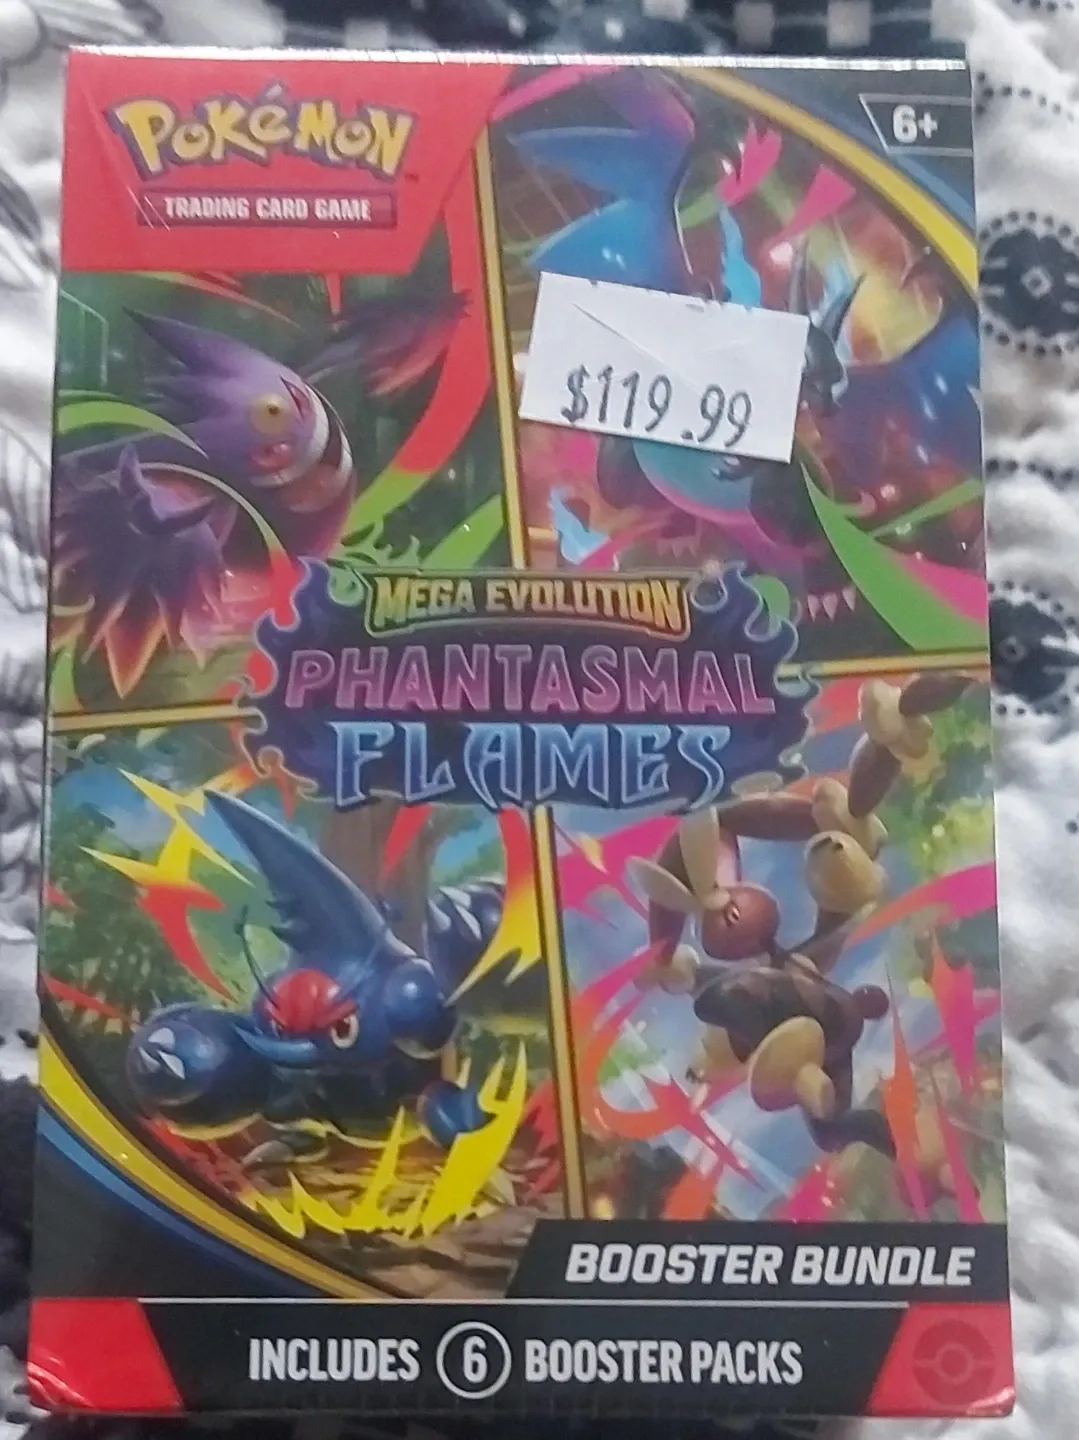 POKéMON
TRADING CARD GAME
6+
$119.99
MEGA EVOLUTION
PHANTASMAL
FLAMES
BOOSTER BUNDLE
INCLUDES 6 BOOSTER PACKS